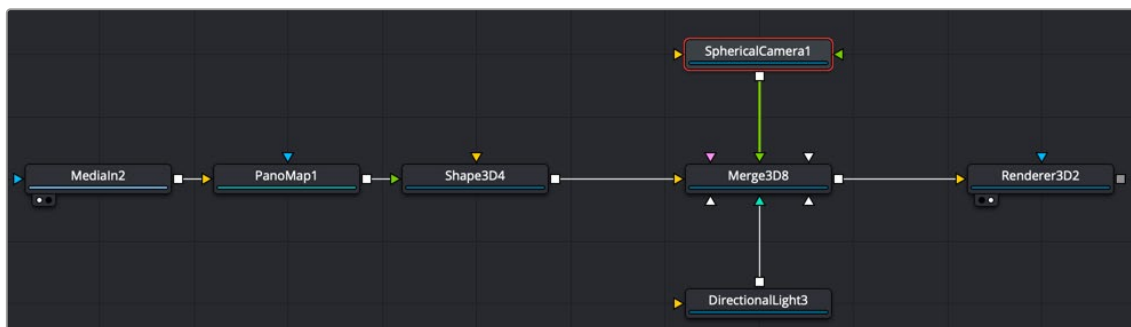 SphericalCamera1
MediaIn2
PanoMap1
Shape3D4
Merge3D8
Renderer3D2
DirectionalLight3